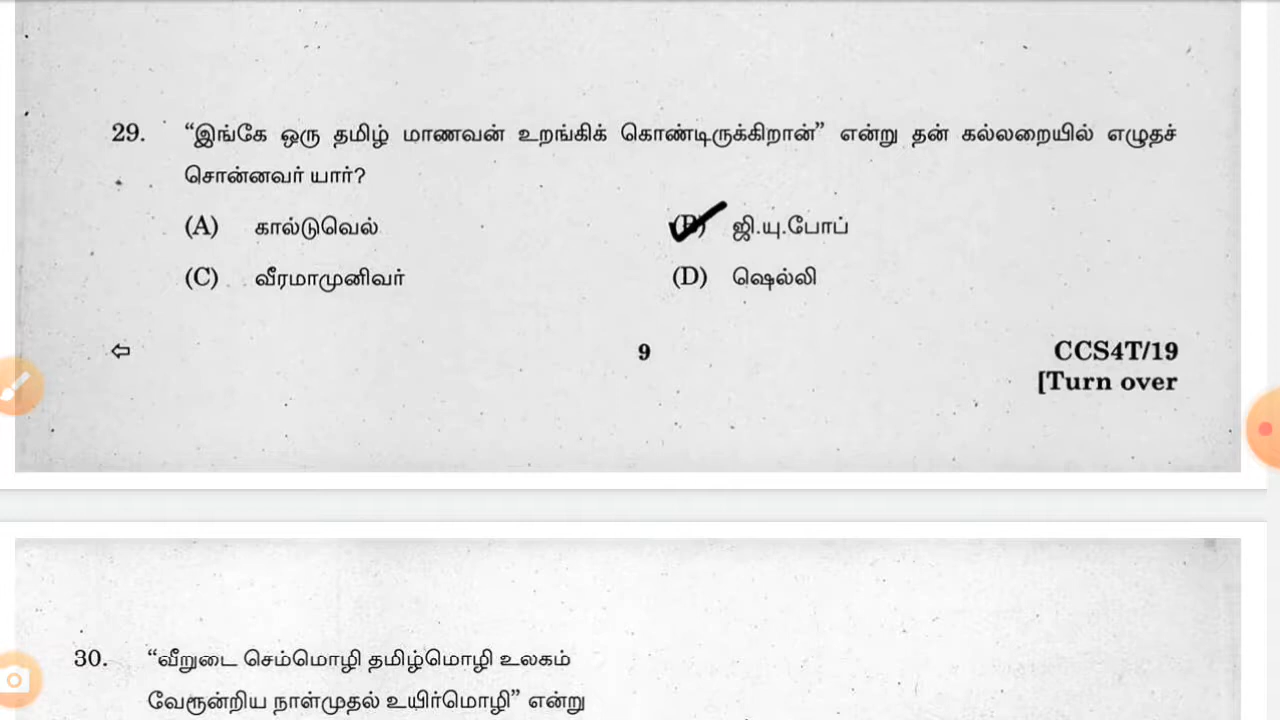 29. “இங்கே ஒரு தமிழ் மாணவன் உறங்கிக் கொண்டிருக்கிறான்” என்று தன் கல்லறையில் எழுதச்
சொன்னவர் யார்?
(A) கால்டுவெல் (B) ஜி.யு.போப்
(C) வீரமாமுனிவர் (D) ஷெல்லி
⇦ 9 CCS4T/19
[Turn over
30. “வீறுடை செம்மொழி தமிழ்மொழி உலகம்
வேரூன்றிய நாள்முதல் உயிர்மொழி” என்று